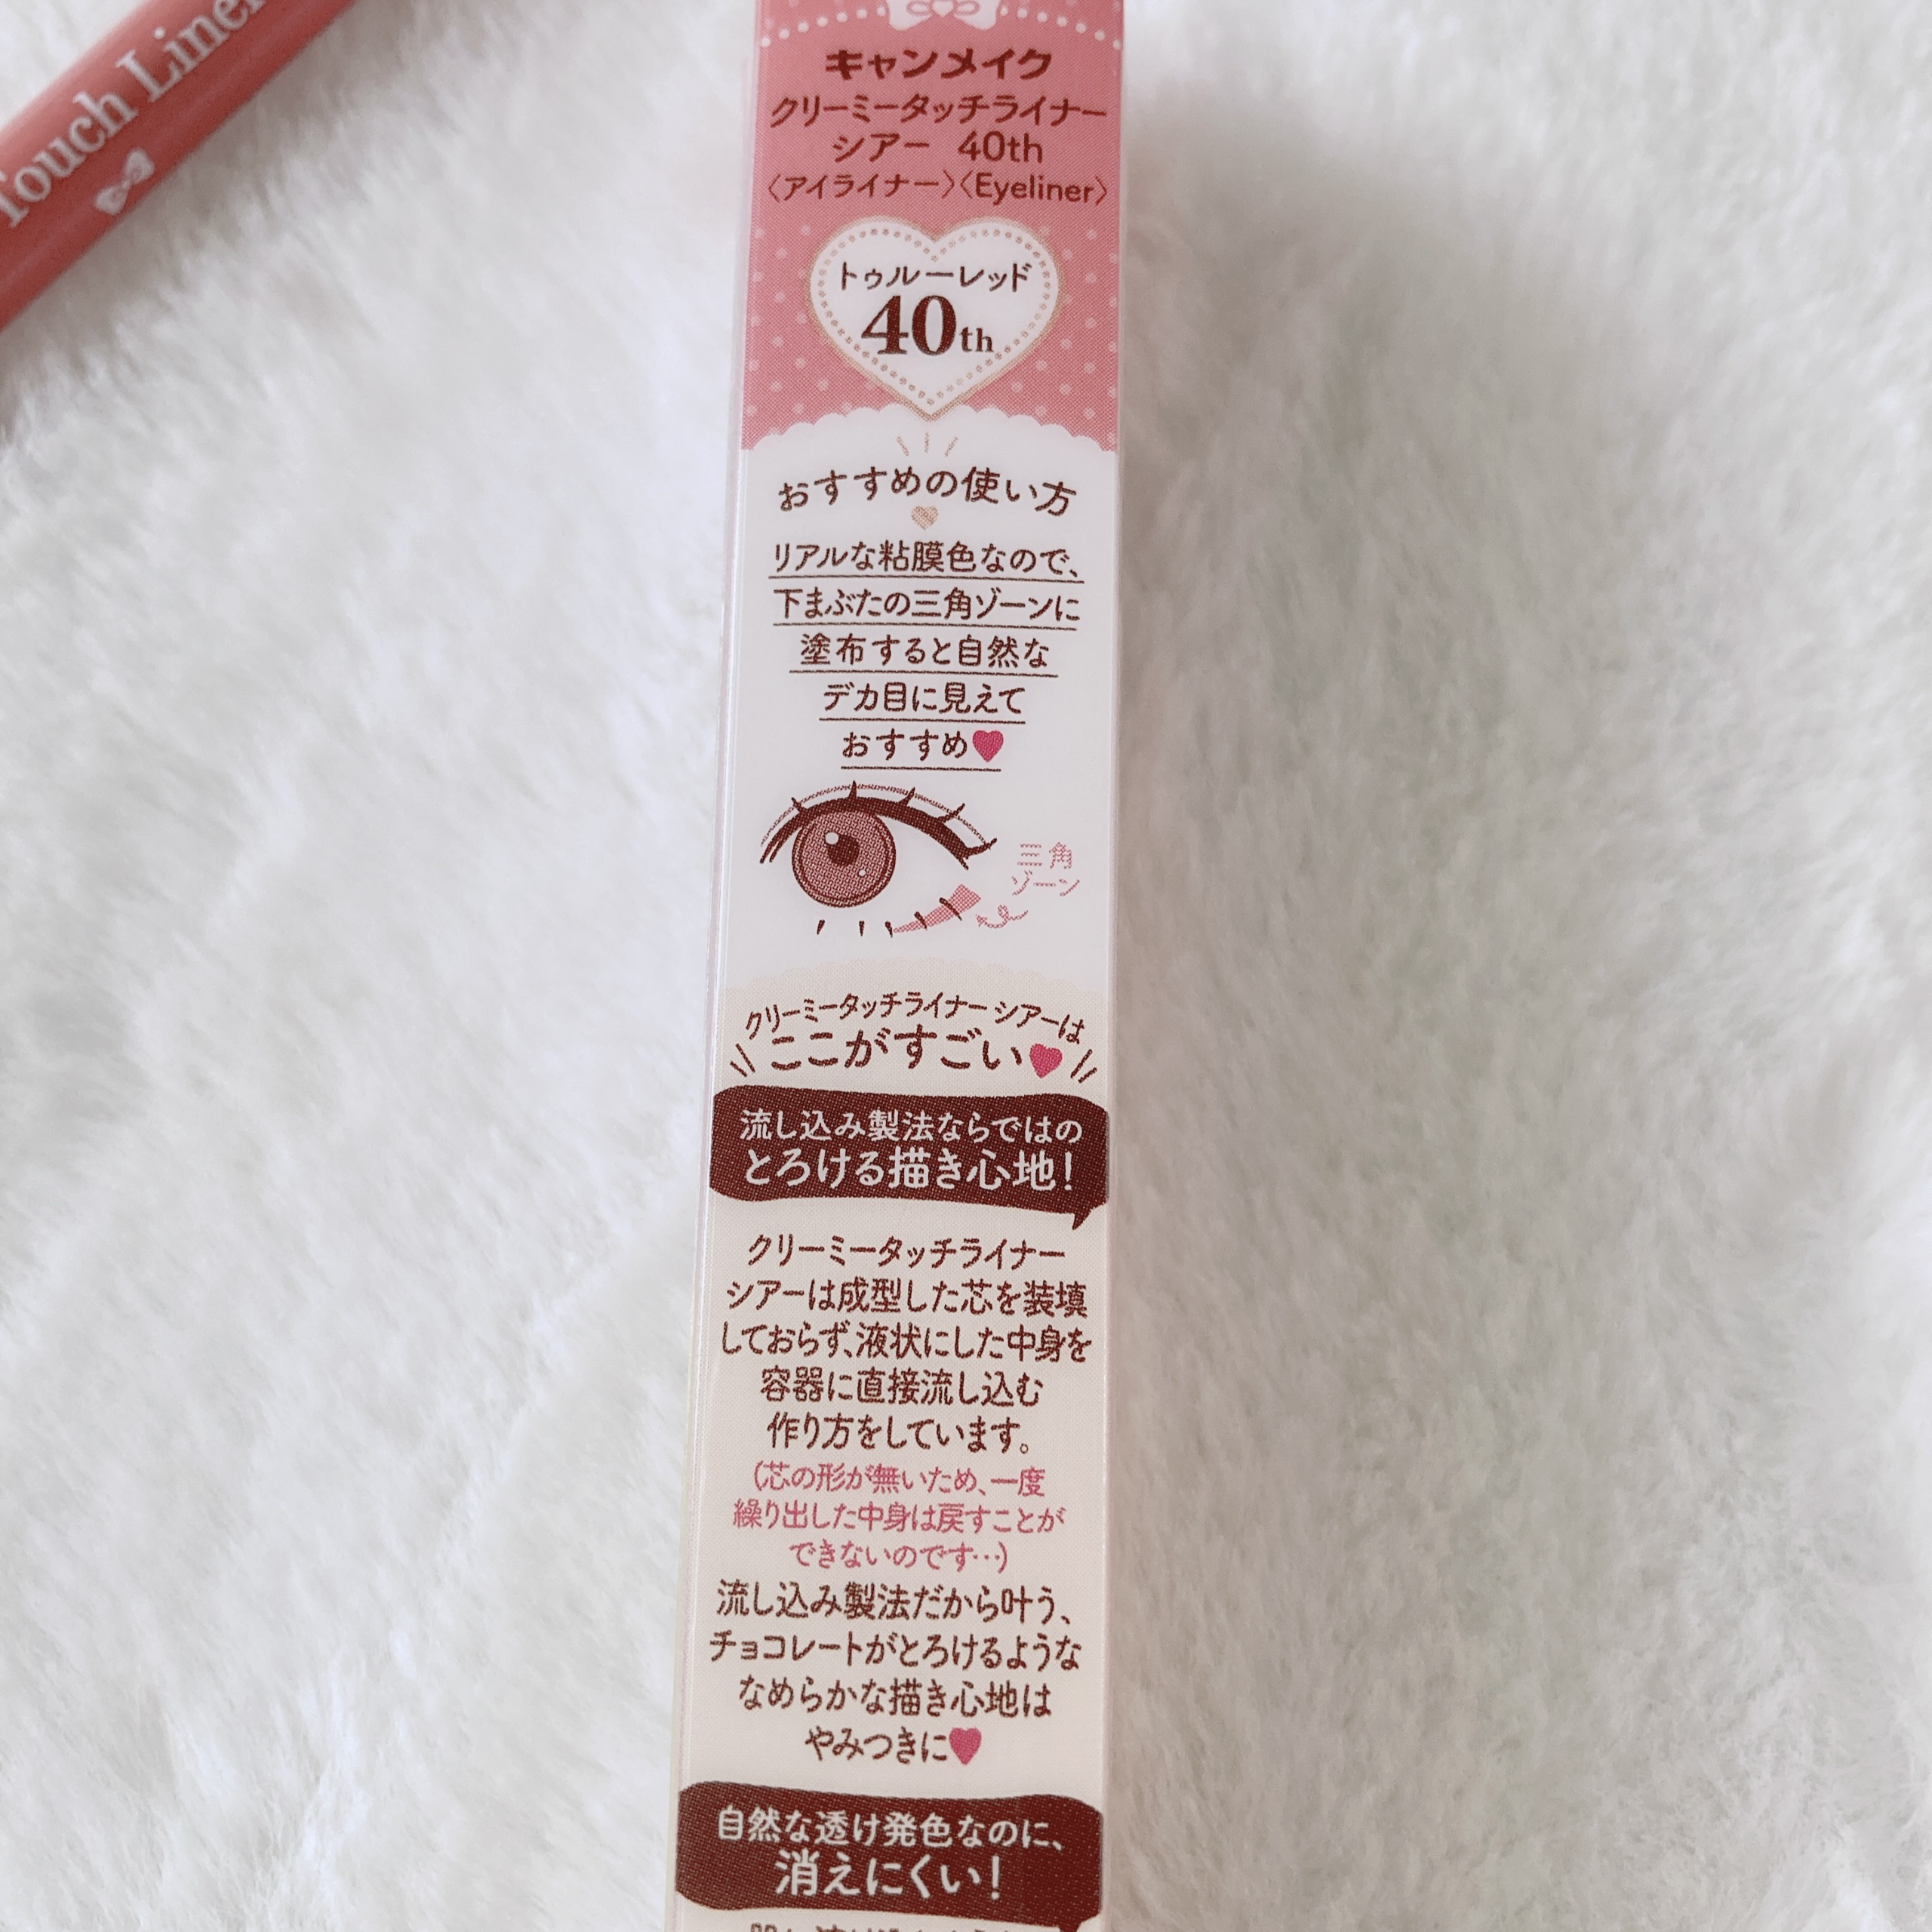 Touch Liner
キャンメイク
クリーミータッチライナー
シアー 40th
〈アイライナー〉〈Eyeliner〉
トゥルーレッド
40th
おすすめの使い方
リアルな粘膜色なので、
下まぶたの三角ゾーンに
塗布すると自然な
デカ目に見えて
おすすめ♥
三角
ゾーン
クリーミータッチライナー シアーは
ここがすごい♥
流し込み製法ならではの
とろける描き心地!
クリーミータッチライナー
シアーは成型した芯を装填
しておらず、液状にした中身を
容器に直接流し込む
作り方をしています。
(芯の形が無いため、一度
繰り出した中身は戻すことが
できないのです…)
流し込み製法だから叶う、
チョコレートがとろけるような
なめらかな描き心地は
やみつきに♥
自然な透け発色なのに、
消えにくい!